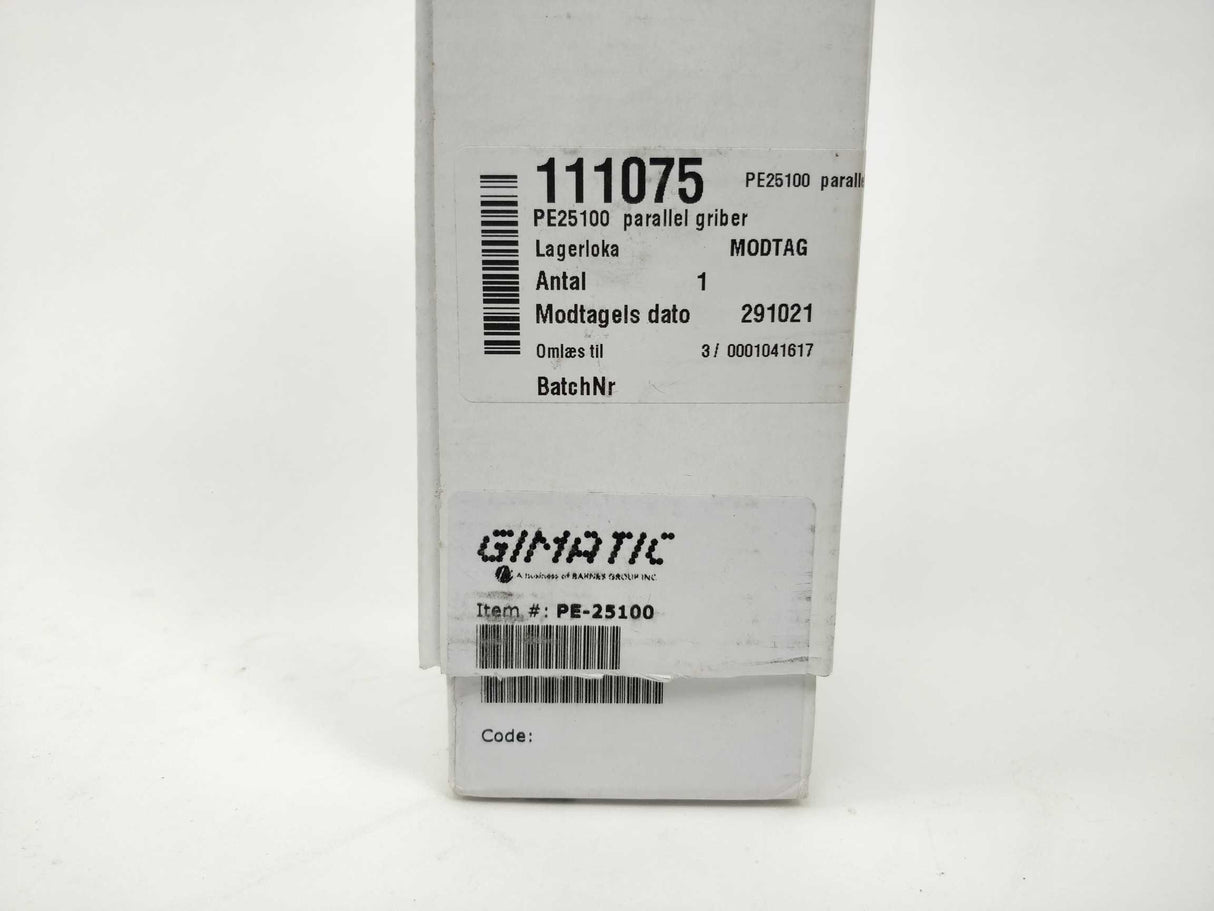 111075 PE25100 parall
PE25100 parallel griber
Lagerloka MODTAG
Antal 1
Modtagels dato 291021
Omlæs til 3/ 0001041617
BatchNr
GIMATIC
A business of BARNES GROUP INC.
Item #: PE-25100
Code: